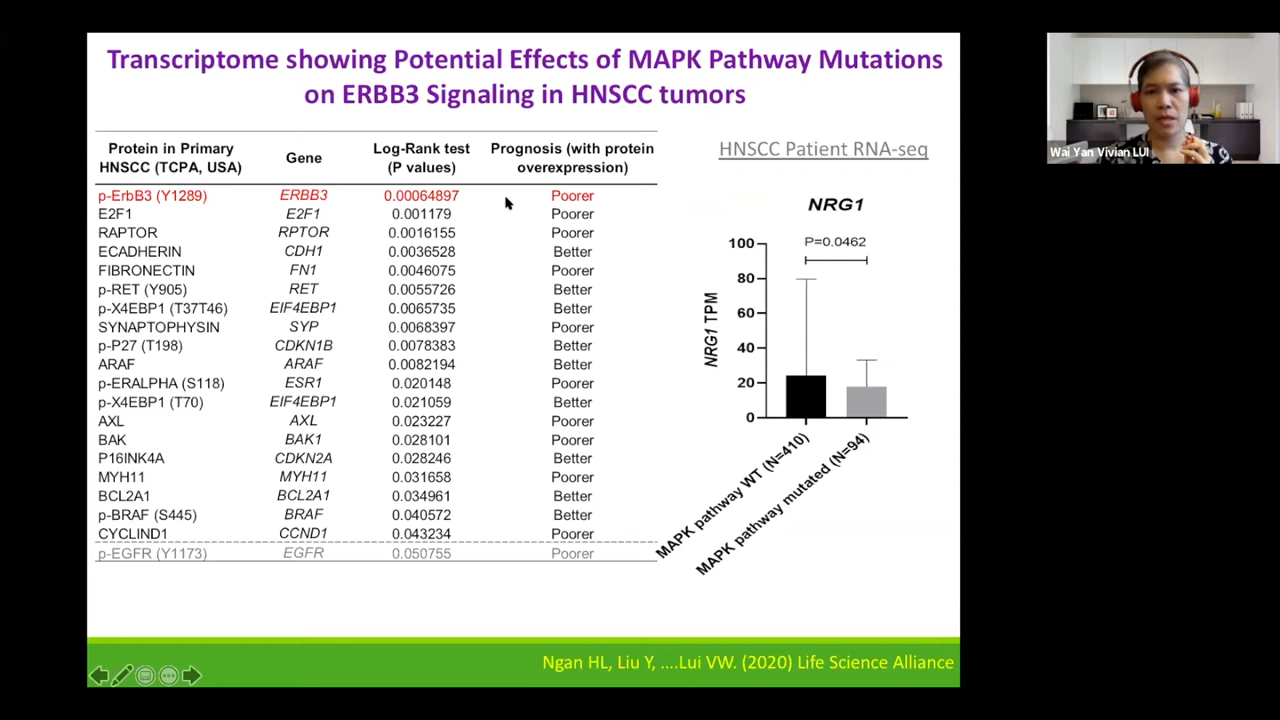 Transcriptome showing Potential Effects of MAPK Pathway Mutations
on ERBB3 Signaling in HNSCC tumors
Protein in Primary HNSCC (TCPA, USA) Gene Log-Rank test (P values) Prognosis (with protein overexpression)
p-ErbB3 (Y1289) ERBB3 0.00064897 Poorer
E2F1 E2F1 0.001179 Poorer
RAPTOR RPTOR 0.0016155 Poorer
ECADHERIN CDH1 0.0036528 Better
FIBRONECTIN FN1 0.0046075 Poorer
p-RET (Y905) RET 0.0055726 Better
p-X4EBP1 (T37T46) EIF4EBP1 0.0065735 Better
SYNAPTOPHYSIN SYP 0.0068397 Poorer
p-P27 (T198) CDKN1B 0.0078383 Better
ARAF ARAF 0.0082194 Better
p-ERALPHA (S118) ESR1 0.020148 Poorer
p-X4EBP1 (T70) EIF4EBP1 0.021059 Better
AXL AXL 0.023227 Poorer
BAK BAK1 0.028101 Poorer
P16INK4A CDKN2A 0.028246 Better
MYH11 MYH11 0.031658 Poorer
BCL2A1 BCL2A1 0.034961 Better
p-BRAF (S445) BRAF 0.040572 Better
CYCLIND1 CCND1 0.043234 Poorer
p-EGFR (Y1173) EGFR 0.050755 Poorer
HNSCC Patient RNA-seq
NRG1
P=0.0462
100
80
60
40
20
0
NRG1 TPM
MAPK pathway WT (N=410)
MAPK pathway mutated (N=94)
Ngan HL, Liu Y, ....Lui VW. (2020) Life Science Alliance
Wai Yan Vivian LUI